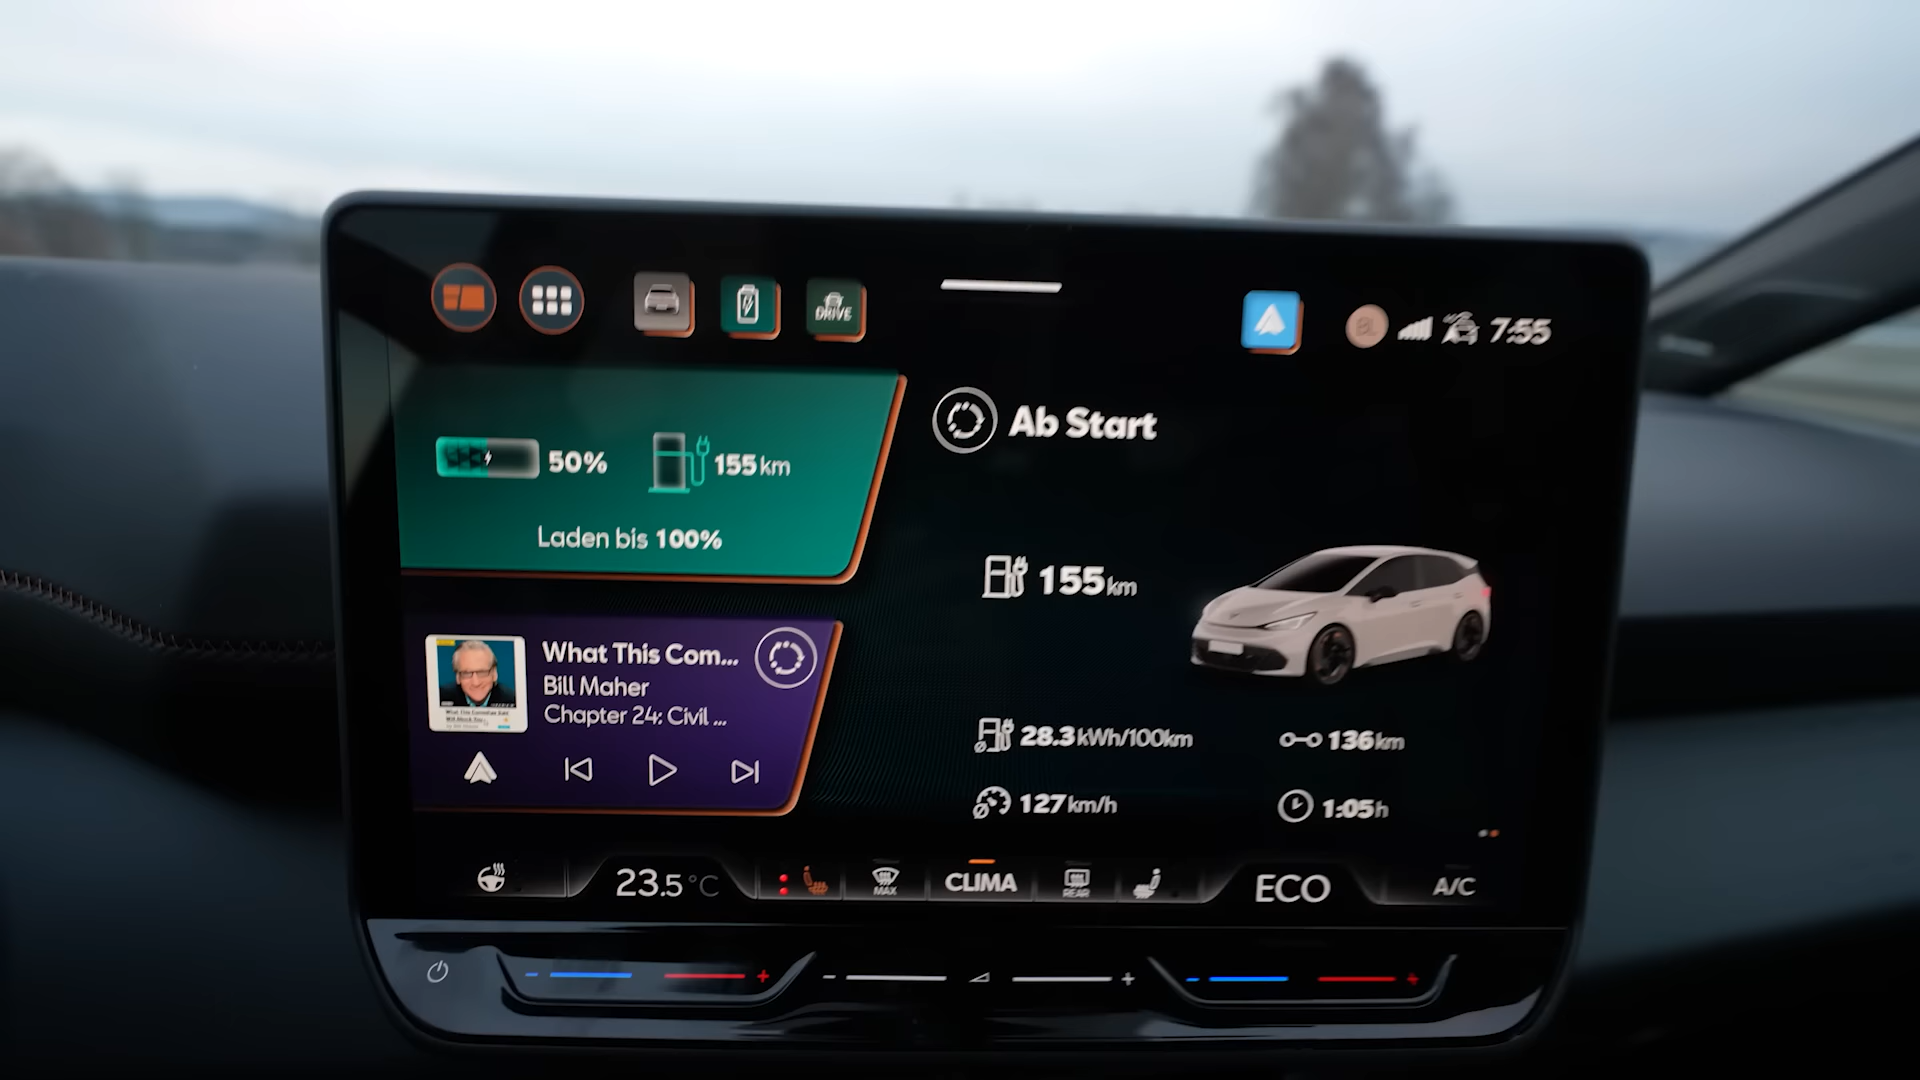 DRIVE
7:55
50%
155 km
Laden bis 100%
Ab Start
155 km
What This Com...
Bill Maher
Chapter 24: Civil ...
28.3 kWh/100km
136 km
127 km/h
1:05 h
23.5 °C
MAX
CLIMA
REAR
ECO
A/C